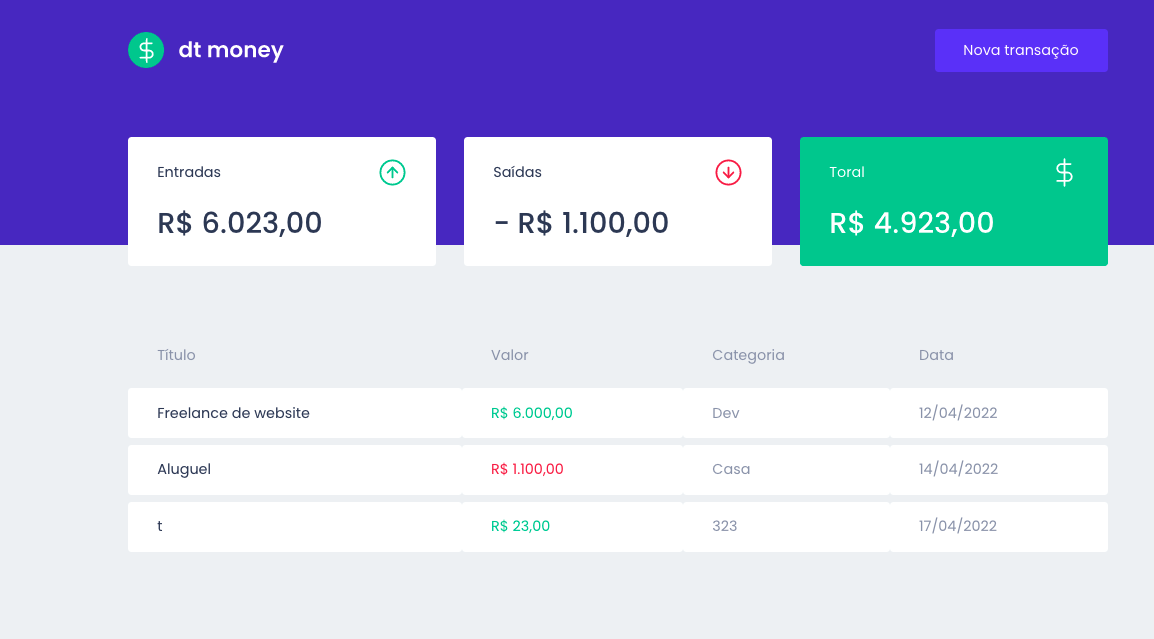 dt money
Nova transação
Entradas
R$ 6.023,00
Saídas
- R$ 1.100,00
Toral
R$ 4.923,00
Título Valor Categoria Data
Freelance de website R$ 6.000,00 Dev 12/04/2022
Aluguel R$ 1.100,00 Casa 14/04/2022
t R$ 23,00 323 17/04/2022